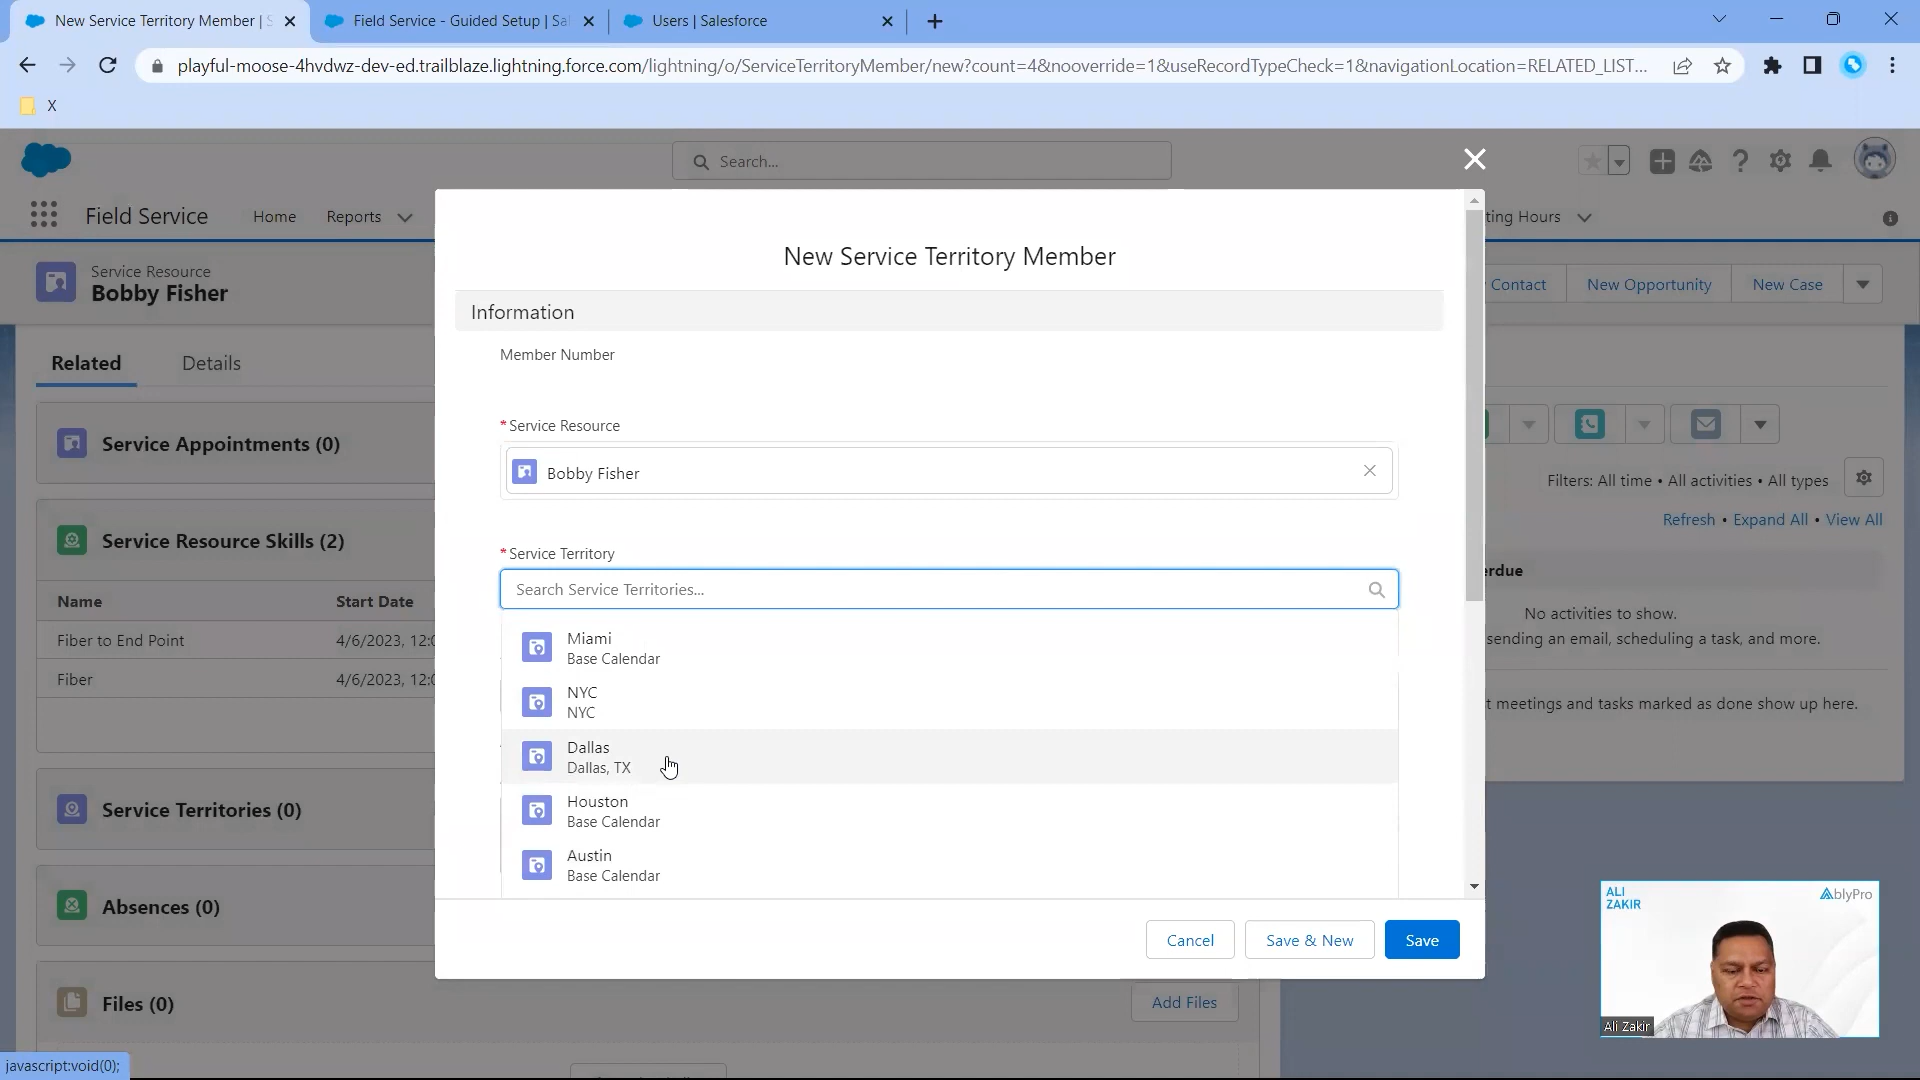 New Service Territory Member | S
Field Service - Guided Setup | Sal
Users | Salesforce
playful-moose-4hvdwz-dev-ed.trailblaze.lightning.force.com/lightning/o/ServiceTerritoryMember/new?count=4&nooverride=1&useRecordTypeCheck=1&navigationLocation=RELATED_LIST...
X
Search...
Field Service
Home
Reports
ting Hours
Service Resource
Bobby Fisher
Contact
New Opportunity
New Case
New Service Territory Member
Information
Member Number
*Service Resource
Bobby Fisher
*Service Territory
Search Service Territories...
Miami
Base Calendar
NYC
NYC
Dallas
Dallas, TX
Houston
Base Calendar
Austin
Base Calendar
Cancel
Save & New
Save
Related
Details
Service Appointments (0)
Service Resource Skills (2)
Name
Start Date
Fiber to End Point
4/6/2023, 12:0
Fiber
4/6/2023, 12:0
Service Territories (0)
Absences (0)
Files (0)
Add Files
Filters: All time • All activities • All types
Refresh • Expand All • View All
erdue
No activities to show.
sending an email, scheduling a task, and more.
t meetings and tasks marked as done show up here.
ALI
ZAKIR
AblyPro
Ali Zakir
javascript:void(0);